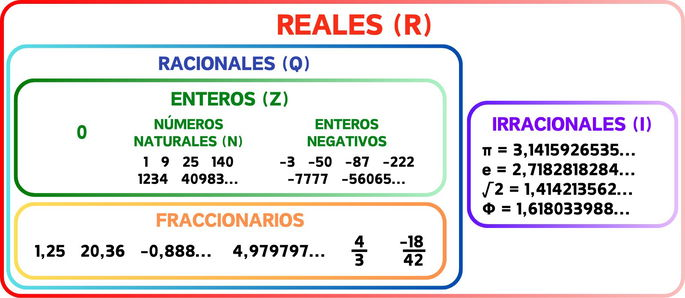 REALES (R)
RACIONALES (Q)
ENTEROS (Z)
0
NÚMEROS
NATURALES (N)
1 9 25 140
1234 40983...
ENTEROS
NEGATIVOS
-3 -50 -87 -222
-7777 -56065...
FRACCIONARIOS
1,25 20,36 -0,888... 4,979797... 4/3 -18/42
IRRACIONALES (I)
π = 3,1415926535...
e = 2,7182818284...
√2 = 1,414213562...
Φ = 1,618033988...